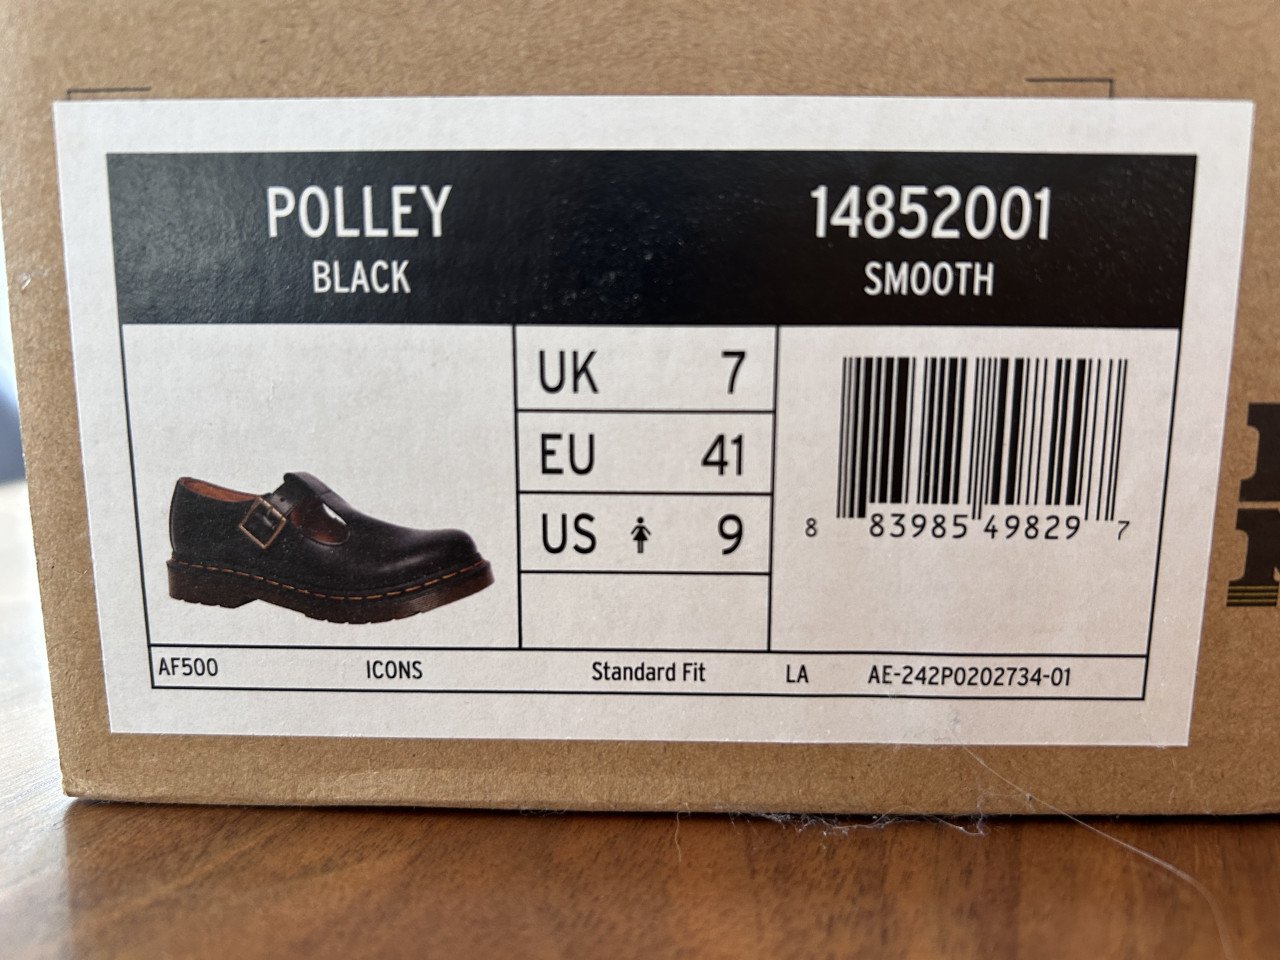 POLLEY
BLACK
14852001
SMOOTH
UK 7
EU 41
US 9
8 83985 49829 7
AF500 ICONS Standard Fit LA AE-242P0202734-01